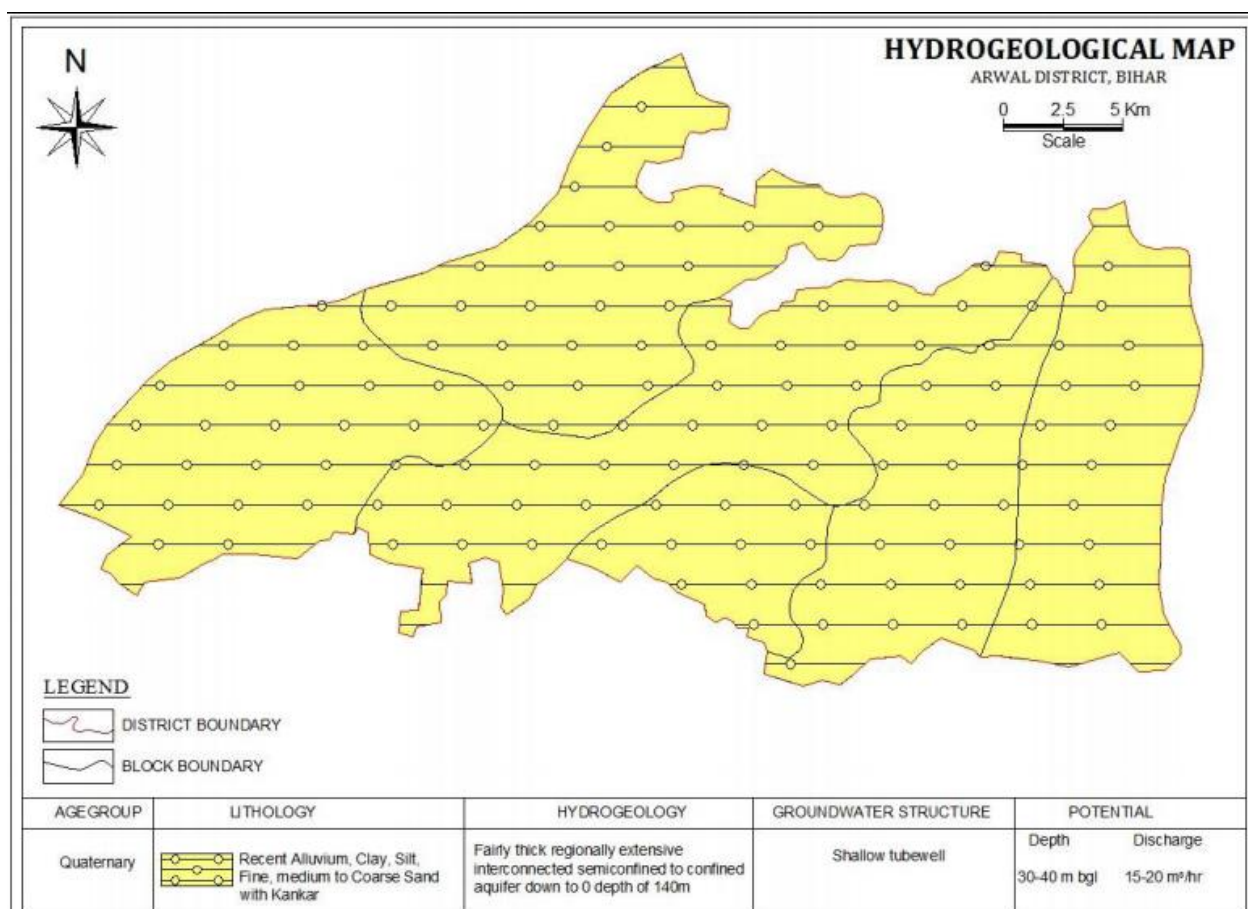 HYDROGEOLOGICAL MAP
ARWAL DISTRICT, BIHAR
N
0 2.5 5 Km
Scale
LEGEND
DISTRICT BOUNDARY
BLOCK BOUNDARY
AGE GROUP LITHOLOGY HYDROGEOLOGY GROUNDWATER STRUCTURE POTENTIAL
Quaternary
Recent Alluvium, Clay, Silt,
Fine, medium to Coarse Sand
with Kankar
Fairly thick regionally extensive
interconnected semiconfined to confined
aquifer down to 0 depth of 140m
Shallow tubewell
Depth Discharge
30-40 m bgl 15-20 m³/hr